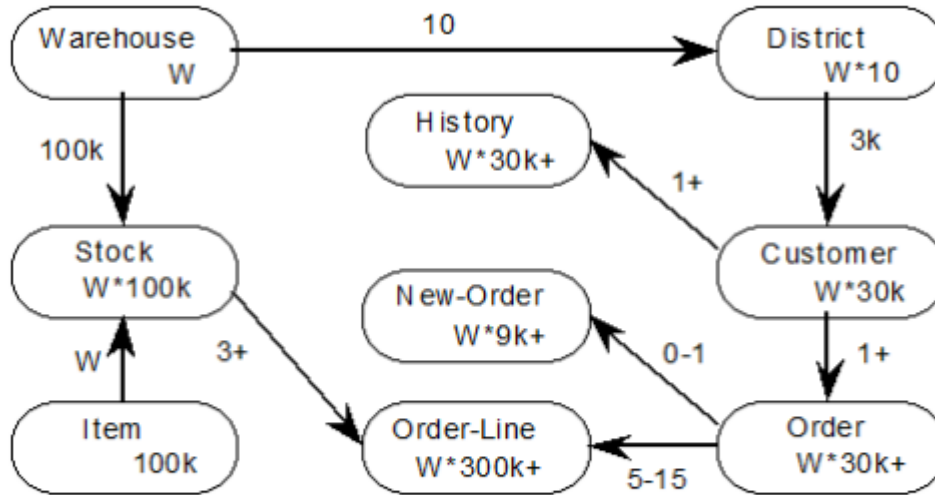 Warehouse
W
10
District
W*10
100k
History
W*30k+
3k
1+
Stock
W*100k
Customer
W*30k
New-Order
W*9k+
W
3+
0-1
1+
Item
100k
Order-Line
W*300k+
5-15
Order
W*30k+